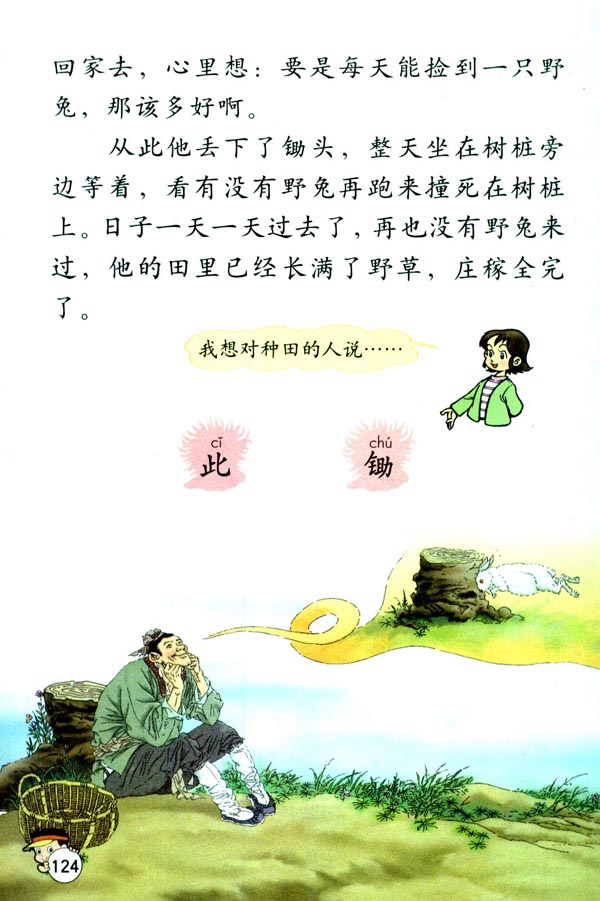 回家去，心里想：要是每天能捡到一只野
兔，那该多好啊。
从此他丢下了锄头，整天坐在树桩旁
边等着，看有没有野兔再跑来撞死在树桩
上。日子一天一天过去了，再也没有野兔来
过，他的田里已经长满了野草，庄稼全完
了。
我想对种田的人说……
cǐ chú
此 锄
124